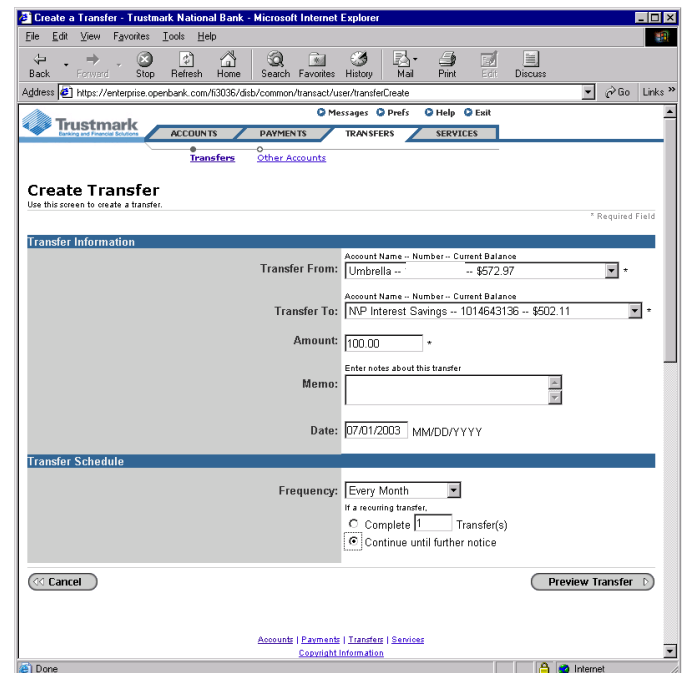 Create a Transfer - Trustmark National Bank - Microsoft Internet Explorer
File Edit View Favorites Tools Help
Back Forward Stop Refresh Home Search Favorites History Mail Print Edit Discuss
Address https://enterprise.openbank.com/fi3036/disb/common/transact/user/transferCreate Go Links »
Messages Prefs Help Exit
Trustmark
Banking and Financial Solutions
ACCOUNTS PAYMENTS TRANSFERS SERVICES
Transfers Other Accounts
Create Transfer
Use this screen to create a transfer.
* Required Field
Transfer Information
Account Name -- Number -- Current Balance
Transfer From: Umbrella -- -- $572.97 *
Account Name -- Number -- Current Balance
Transfer To: N\P Interest Savings -- 1014643136 -- $502.11 *
Amount: 100.00 *
Enter notes about this transfer
Memo:
Date: 07/01/2003 MM/DD/YYYY
Transfer Schedule
Frequency: Every Month
If a recurring transfer,
Complete 1 Transfer(s)
Continue until further notice
Cancel Preview Transfer
Accounts | Payments | Transfers | Services
Copyright Information
Done Internet